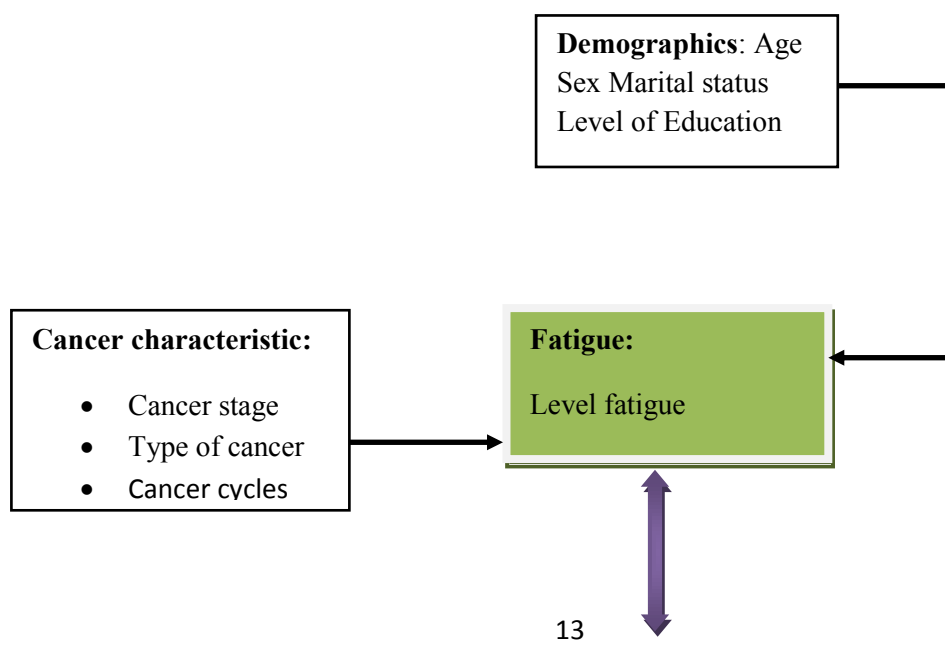 Demographics: Age
Sex Marital status
Level of Education
Cancer characteristic:
• Cancer stage
• Type of cancer
• Cancer cycles
Fatigue:
Level fatigue
13